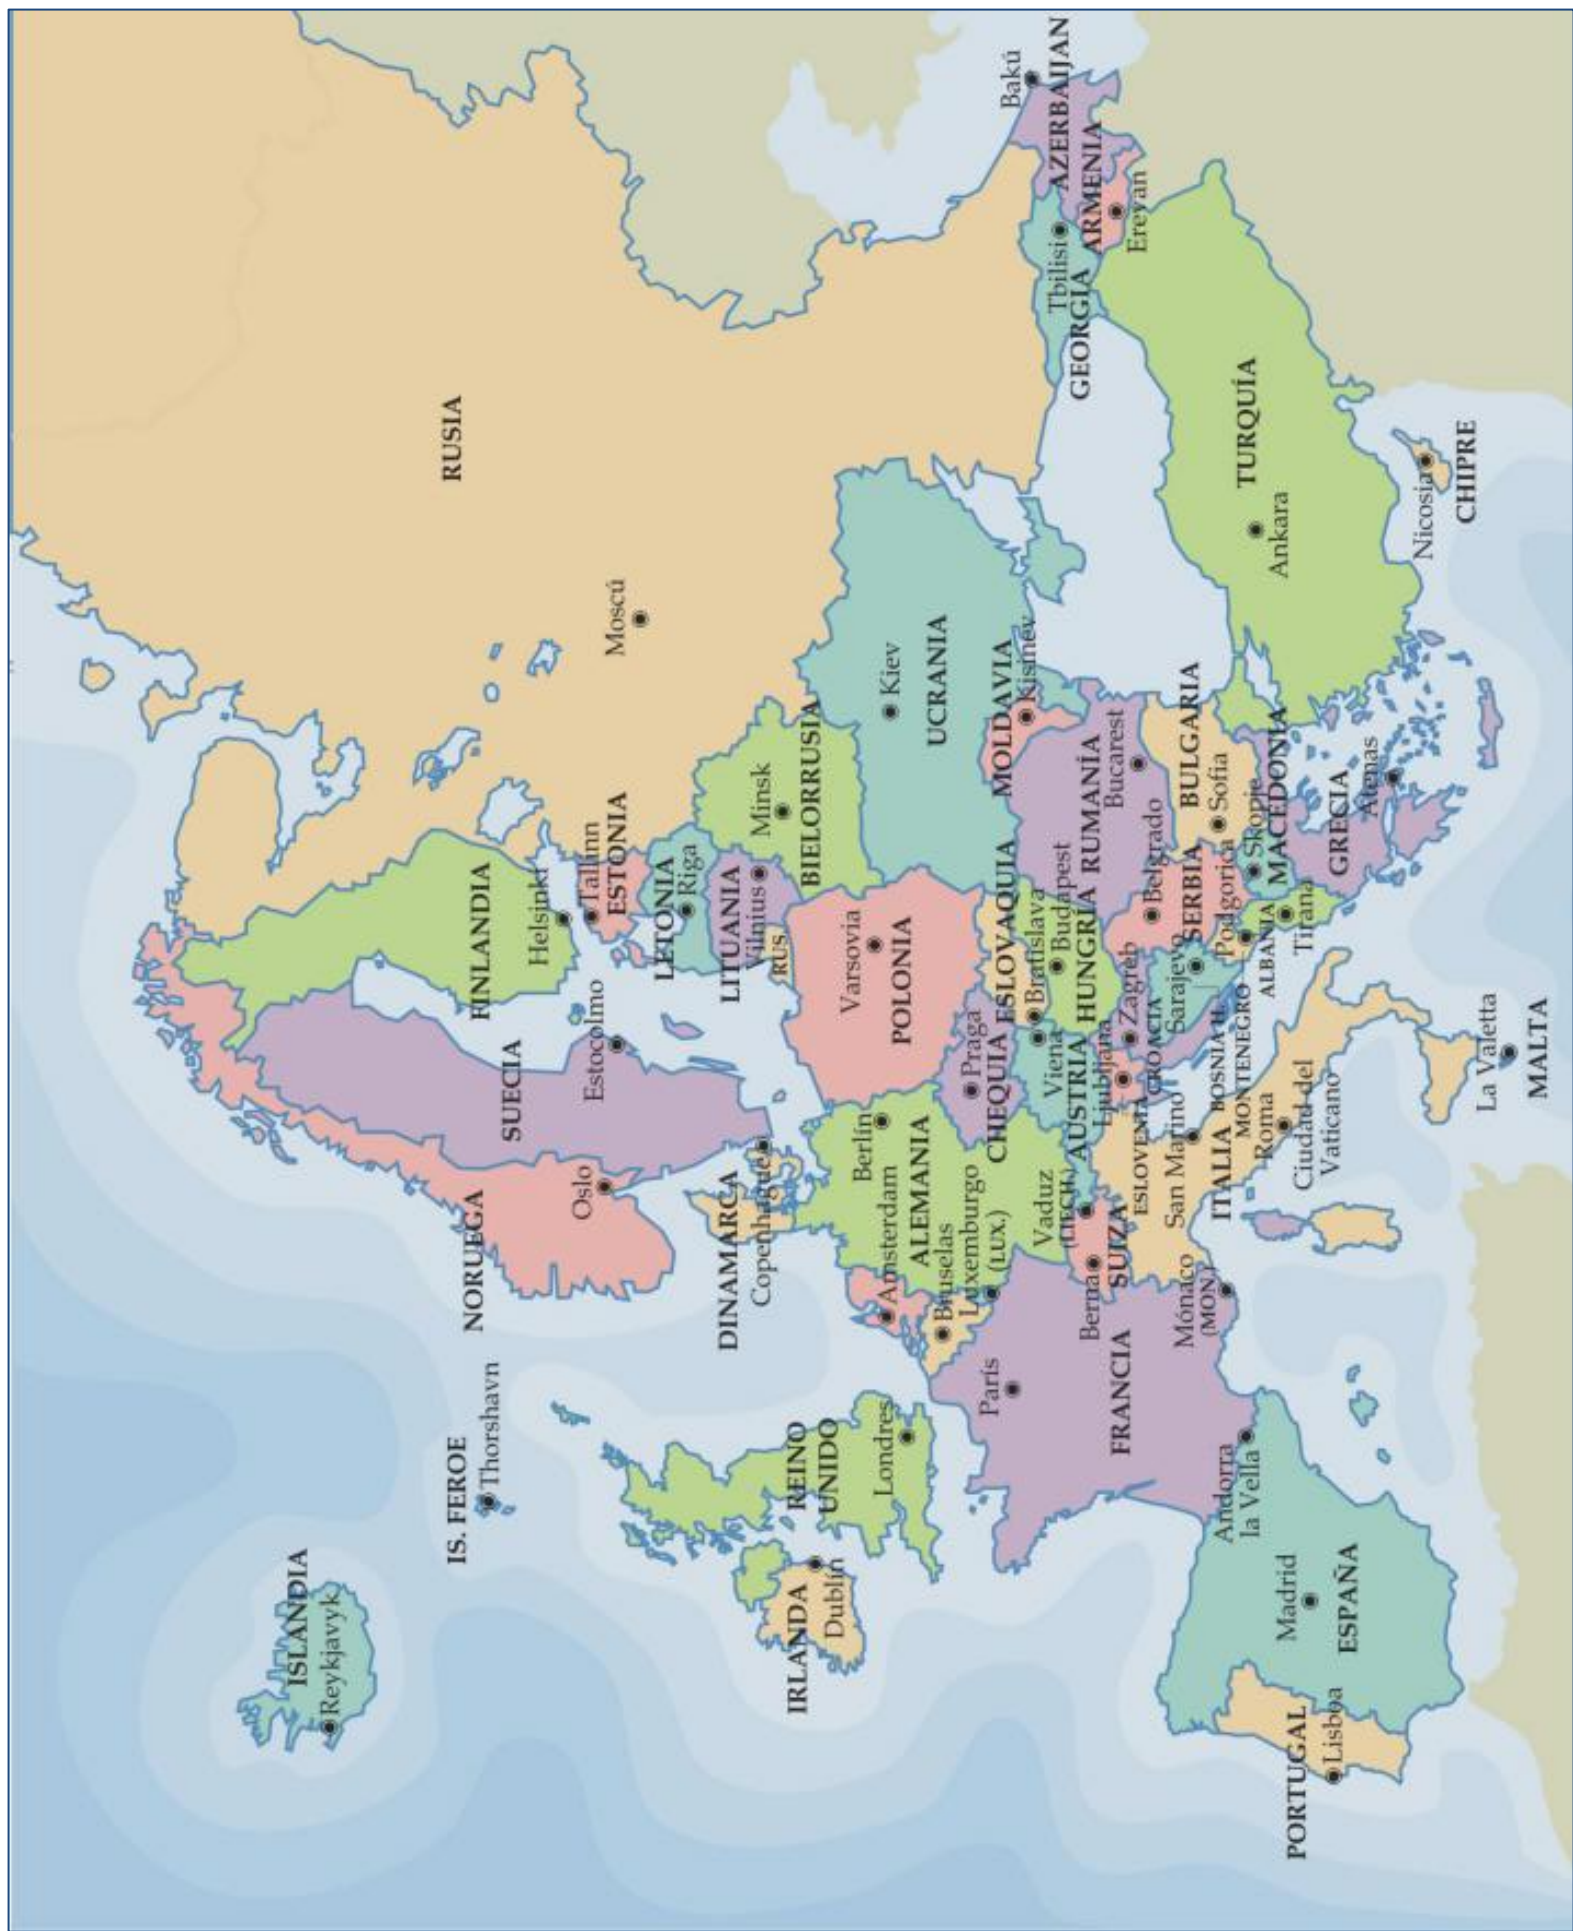 ISLANDIA
Reykjavyk
IS. FEROE
Thorshavn
NORUEGA
Oslo
SUECIA
Estocolmo
FINLANDIA
Helsinki
RUSIA
Moscú
Tallinn
ESTONIA
LETONIA
Riga
LITUANIA
Vilnius
RUS.
Minsk
BIELORRUSIA
DINAMARCA
Copenhague
IRLANDA
Dublín
REINO
UNIDO
Londres
Amsterdam
Bruselas
Luxemburgo
(LUX.)
Berlín
ALEMANIA
Varsovia
POLONIA
Praga
CHEQUIA
ESLOVAQUIA
Bratislava
Kiev
UCRANIA
MOLDAVIA
Kisinev
París
FRANCIA
Berna
SUIZA
Vaduz
(LIECH.)
Viena
AUSTRIA
Budapest
HUNGRÍA
RUMANÍA
Bucarest
Ljubljana
ESLOVENIA
Zagreb
CROACIA
Belgrado
SERBIA
Sarajevo
BOSNIA H.
MONTENEGRO
Podgorica
BULGARIA
Sofia
Skopje
MACEDONIA
ALBANIA
Tirana
GRECIA
Atenas
Mónaco
(MON.)
San Marino
ITALIA
Roma
Ciudad del
Vaticano
Andorra
la Vella
Madrid
ESPAÑA
PORTUGAL
Lisboa
La Valetta
MALTA
TURQUÍA
Ankara
Nicosia
CHIPRE
GEORGIA
Tbilisi
ARMENIA
Erevan
AZERBAIJAN
Bakú